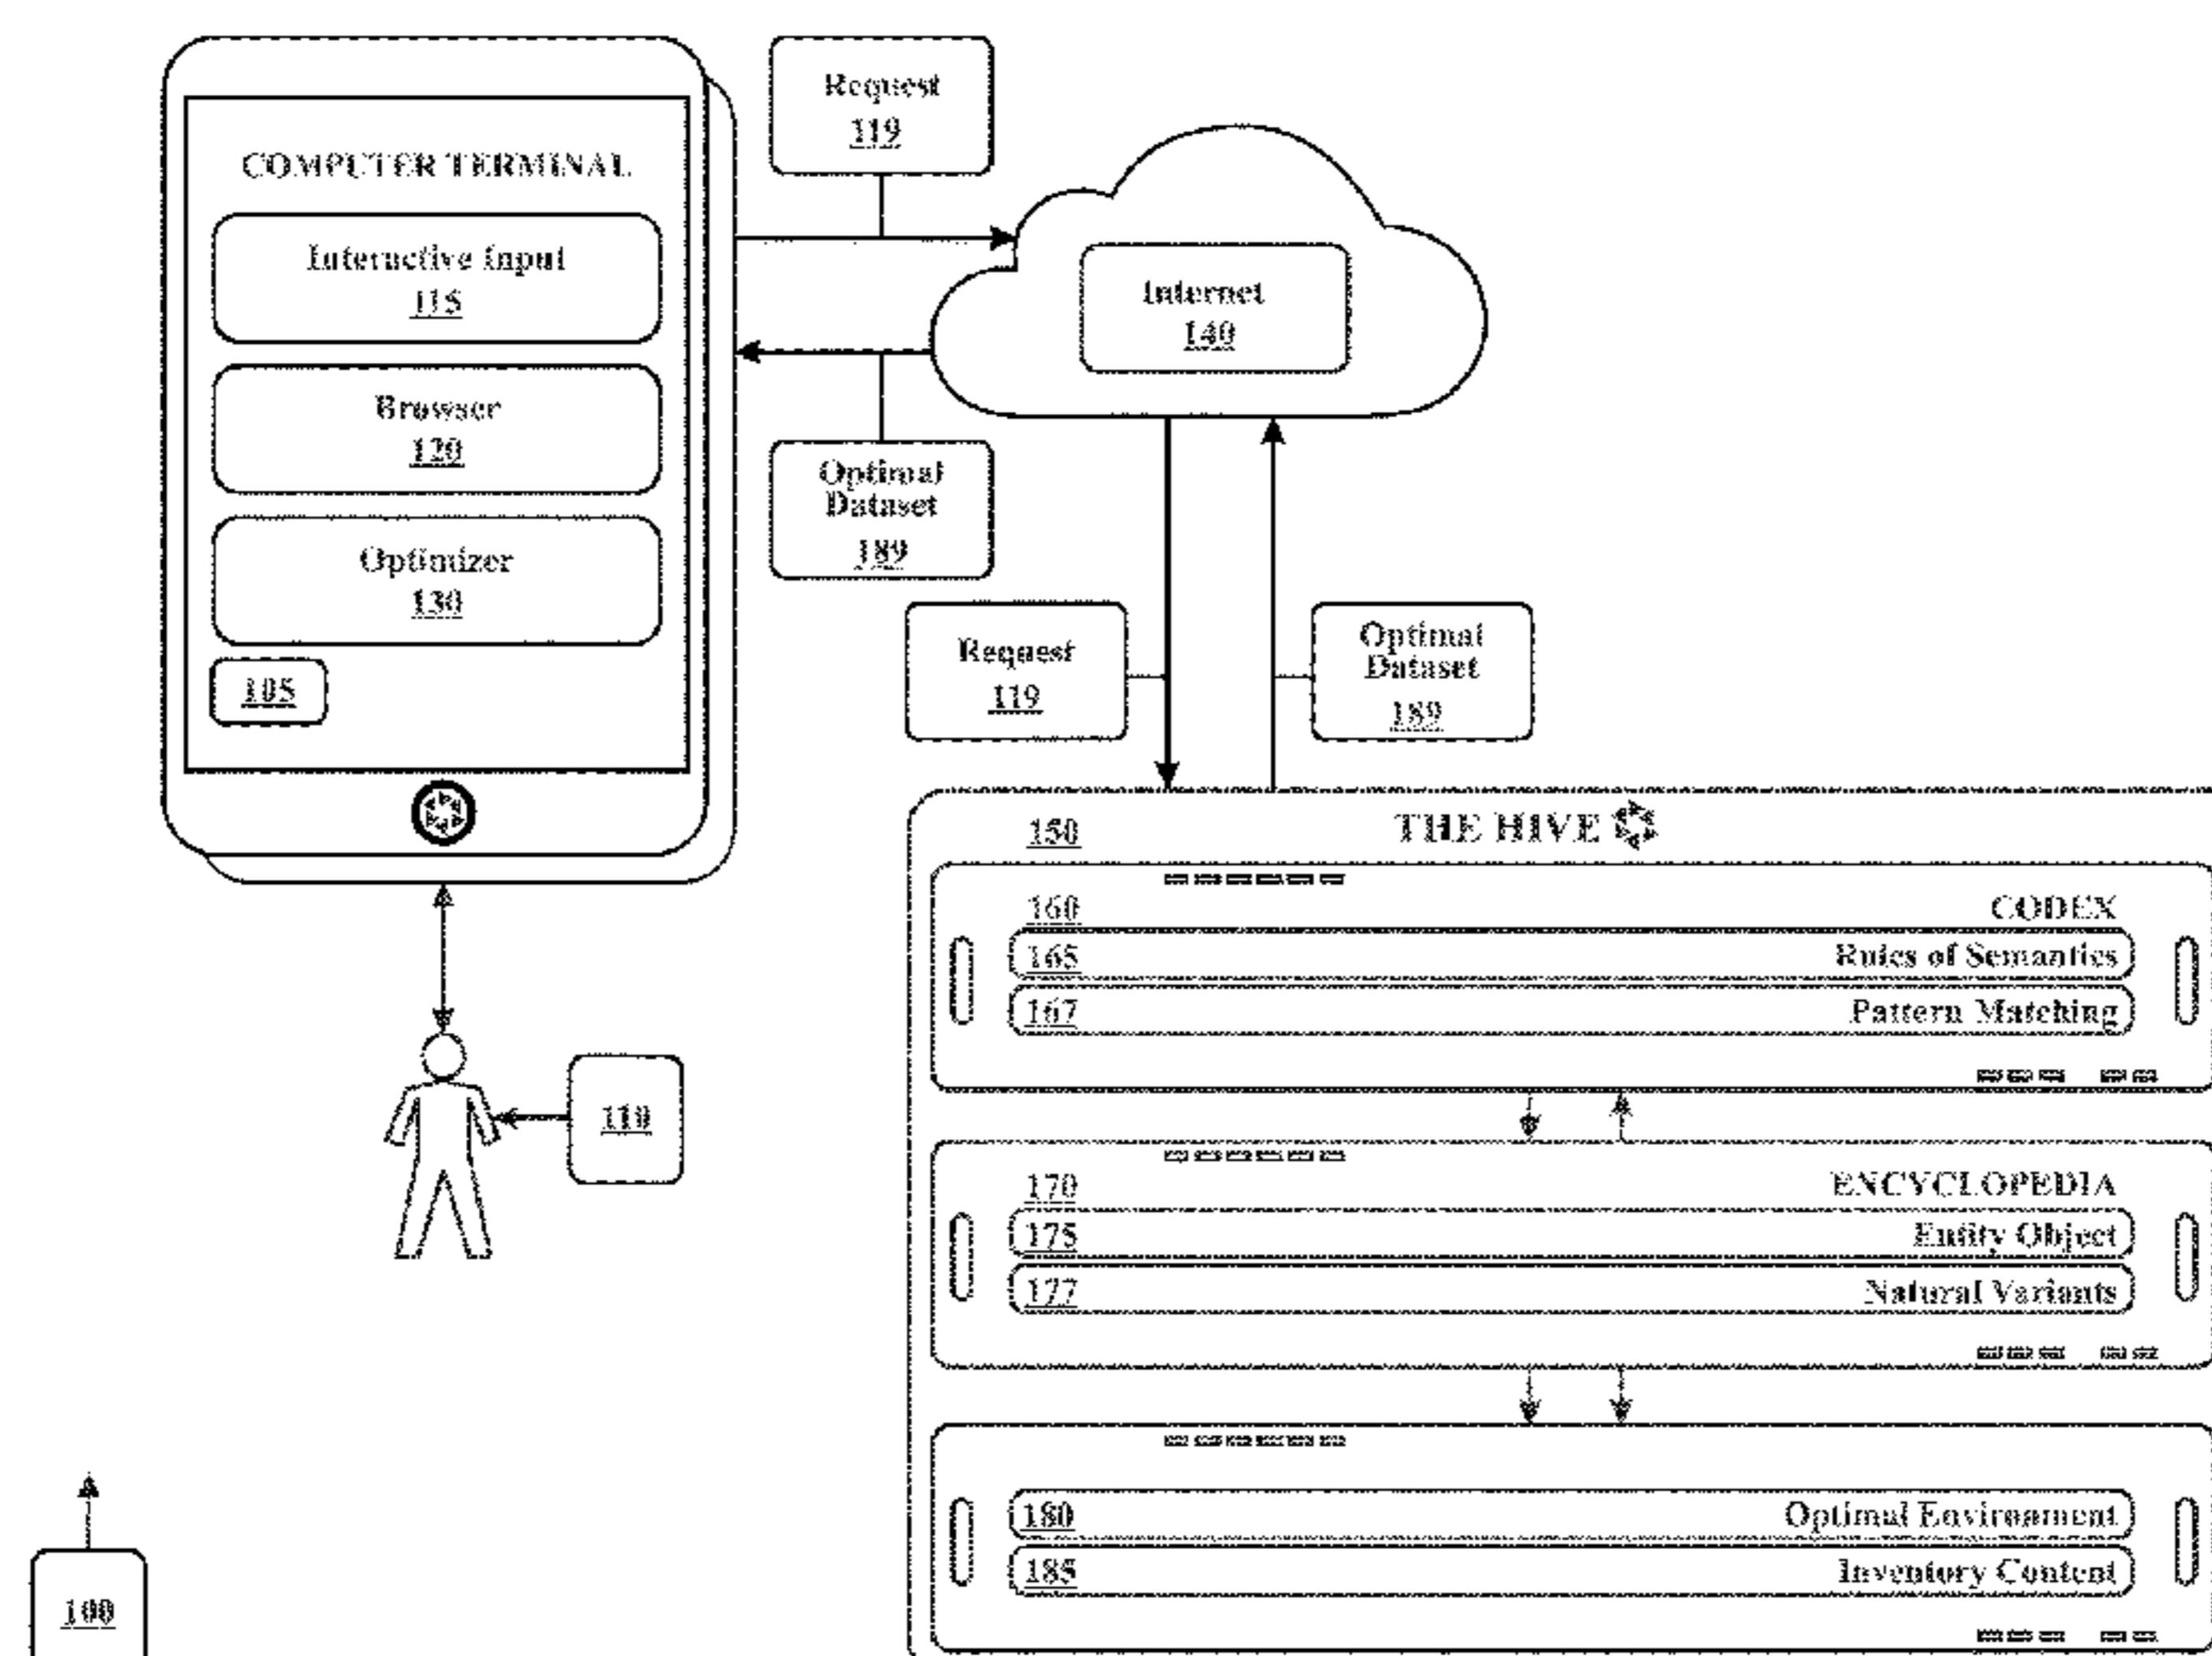 COMPUTER TERMINAL
Interactive Input
115
Browser
120
Optimizer
130
105
Request
119
Internet
140
Optimal
Dataset
189
Request
119
Optimal
Dataset
189
110
100
150 THE HIVE
160 CODEX
165 Rules of Semantics
167 Pattern Matching
170 ENCYCLOPEDIA
175 Entity Object
177 Natural Variants
180 Optimal Environment
185 Inventory Content